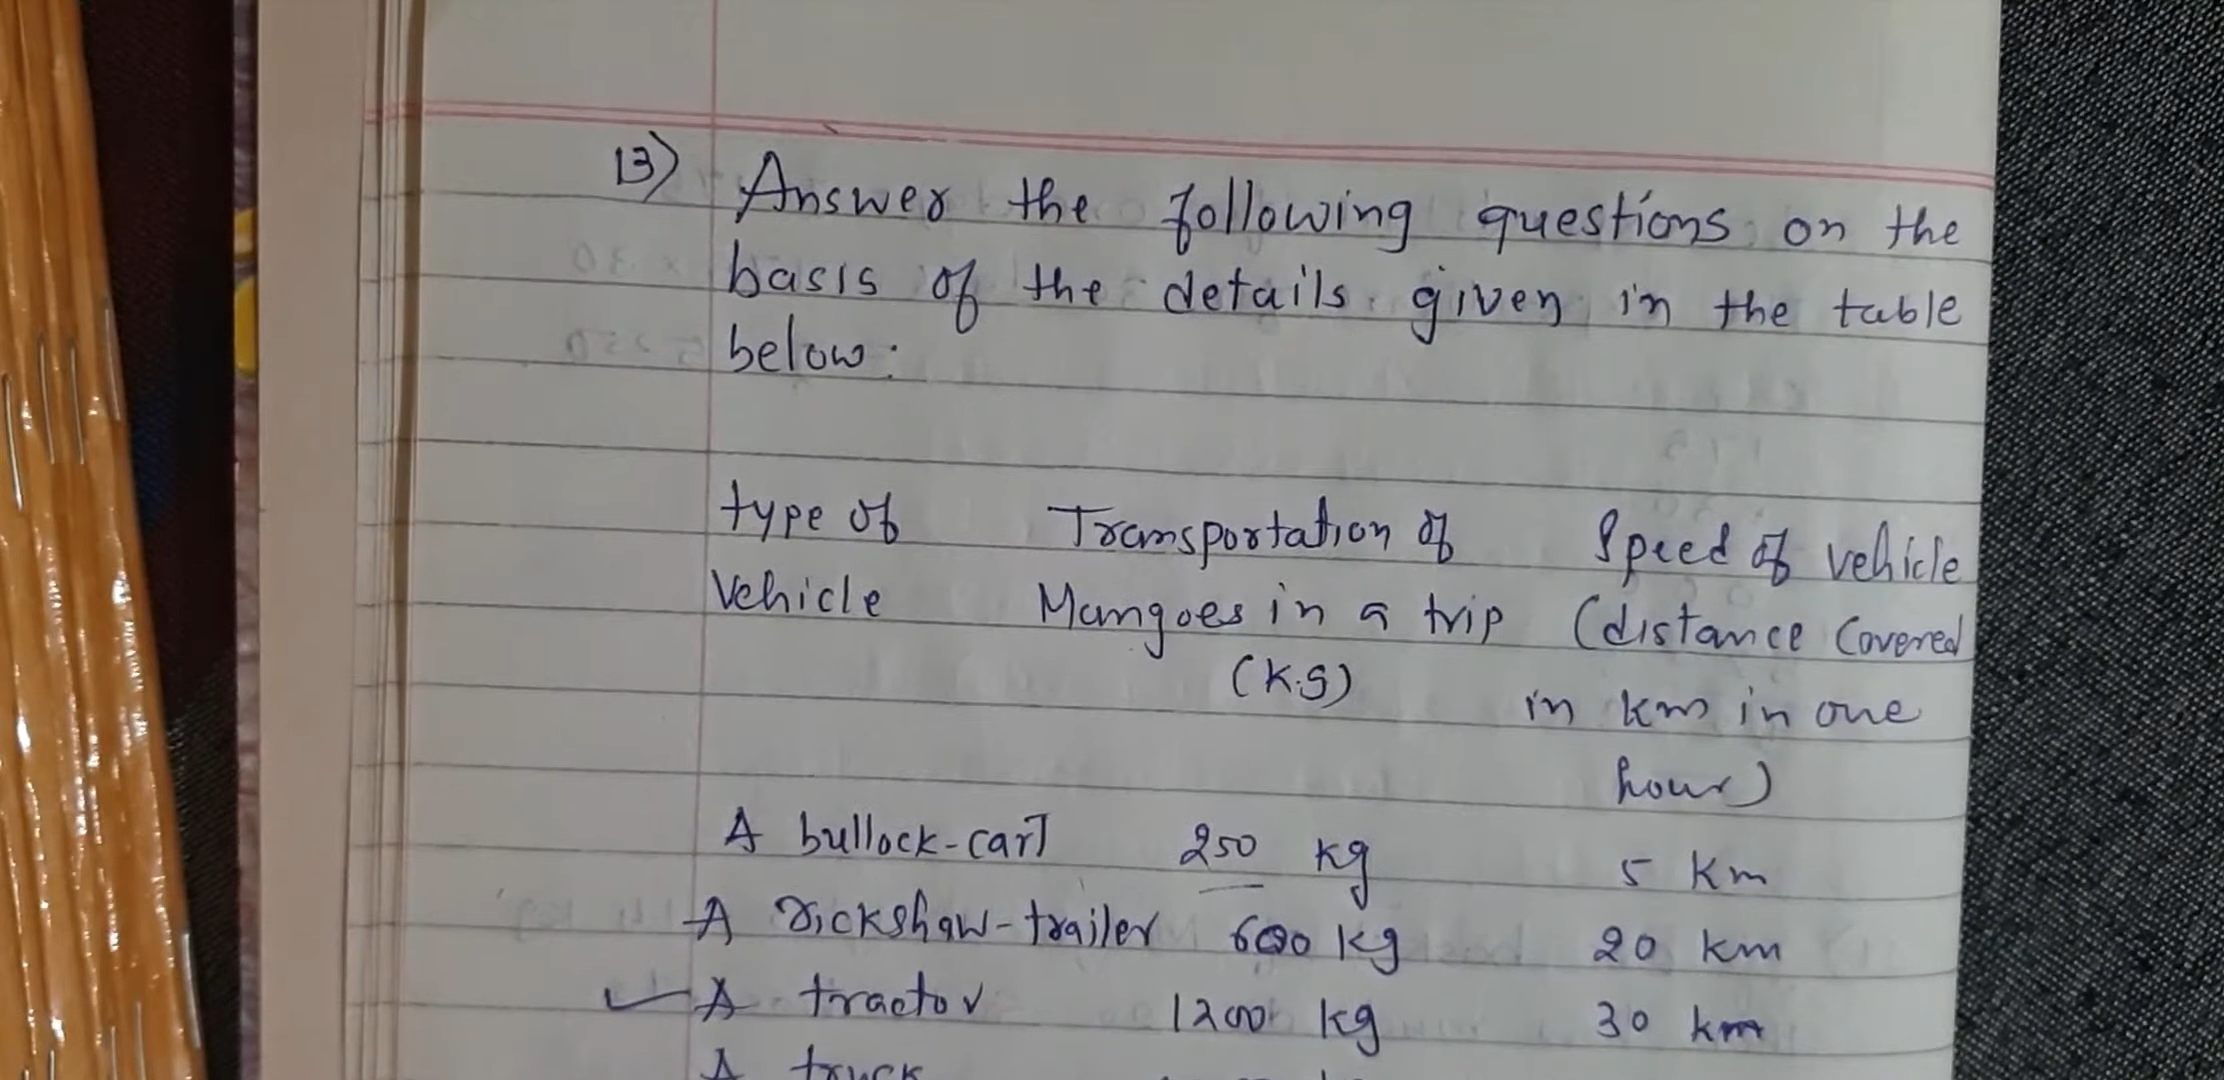 13) Answer the following questions on the
basis of the details given in the table
below:
type of Transportation of Speed of vehicle
Vehicle Mangoes in a trip (distance Covered
(K.g) in km in one
hour)
A bullock-cart 250 kg 5 Km
A rickshaw-trailer 600 kg 20 km
A tractor 1200 kg 30 km
A truck